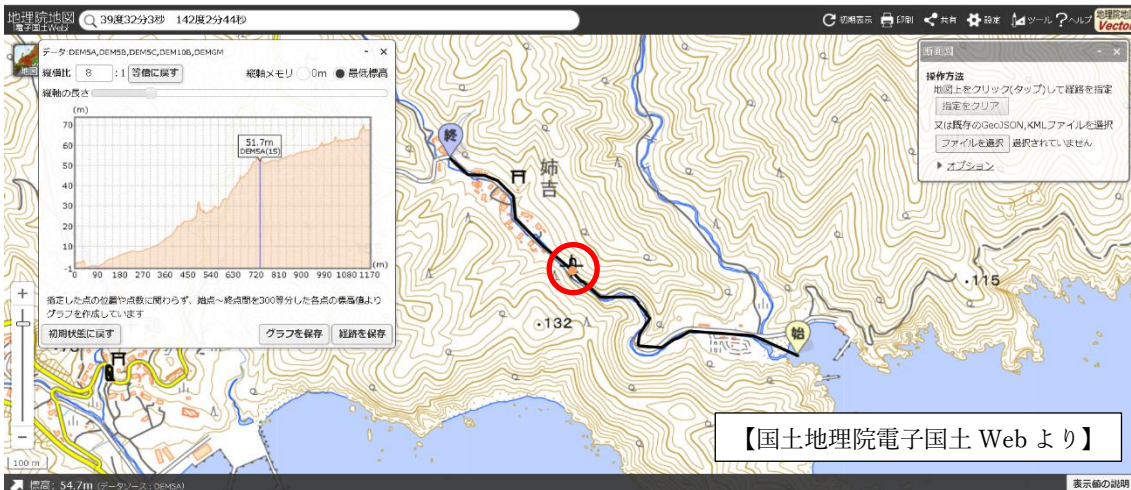 地理院地図
電子国土Web
39度32分3秒 142度2分44秒
初期表示
印刷
共有
設定
ツール
ヘルプ
地理院地図
Vector
地図
データ:DEM5A,DEM5B,DEM5C,DEM10B,DEMGM
- ×
縦横比 8 :1 等倍に戻す 縦軸メモリ 0m 最低標高
縦軸の長さ
(m)
70
60
50
40
30
20
10
-1
51.7m
DEM5A(1S)
0 90 180 270 360 450 540 600 720 810 900 990 1080 1170
(m)
指定した点の位置や点数に関わらず、始点~終点間を300等分した各点の標高値より
グラフを作成しています
初期状態に戻す グラフを保存 経路を保存
断面図
- ×
操作方法
地図上をクリック(タップ)して経路を指定
指定をクリア
又は既存のGeoJSON,KMLファイルを選択
ファイルを選択 選択されていません
オプション
終
姉吉
始
・115
・132
+
-
100 m
【国土地理院電子国土 Web より】
標高: 54.7m (データソース:DEM5A)
表示値の説明